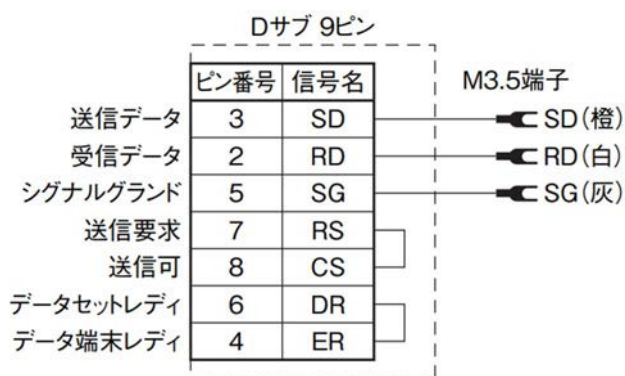 Dサブ 9ピン
ピン番号 信号名 M3.5端子
送信データ 3 SD SD(橙)
受信データ 2 RD RD(白)
シグナルグランド 5 SG SG(灰)
送信要求 7 RS
送信可 8 CS
データセットレディ 6 DR
データ端末レディ 4 ER